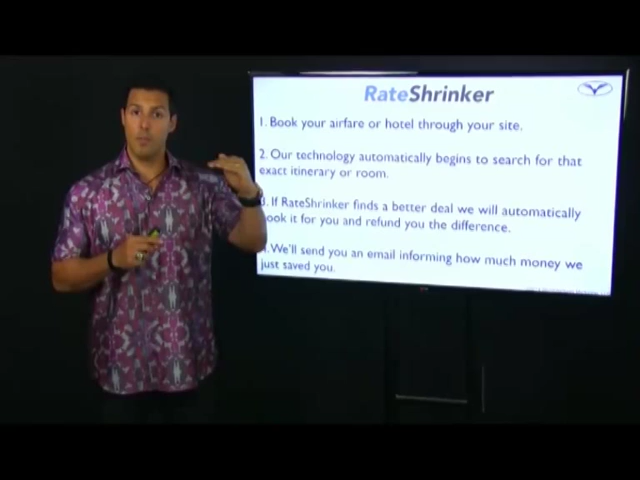 RateShrinker
1. Book your airfare or hotel through your site.
2. Our technology automatically begins to search for that
exact itinerary or room.
3. If RateShrinker finds a better deal we will automatically
book it for you and refund you the difference.
We'll send you an email informing how much money we
just saved you.